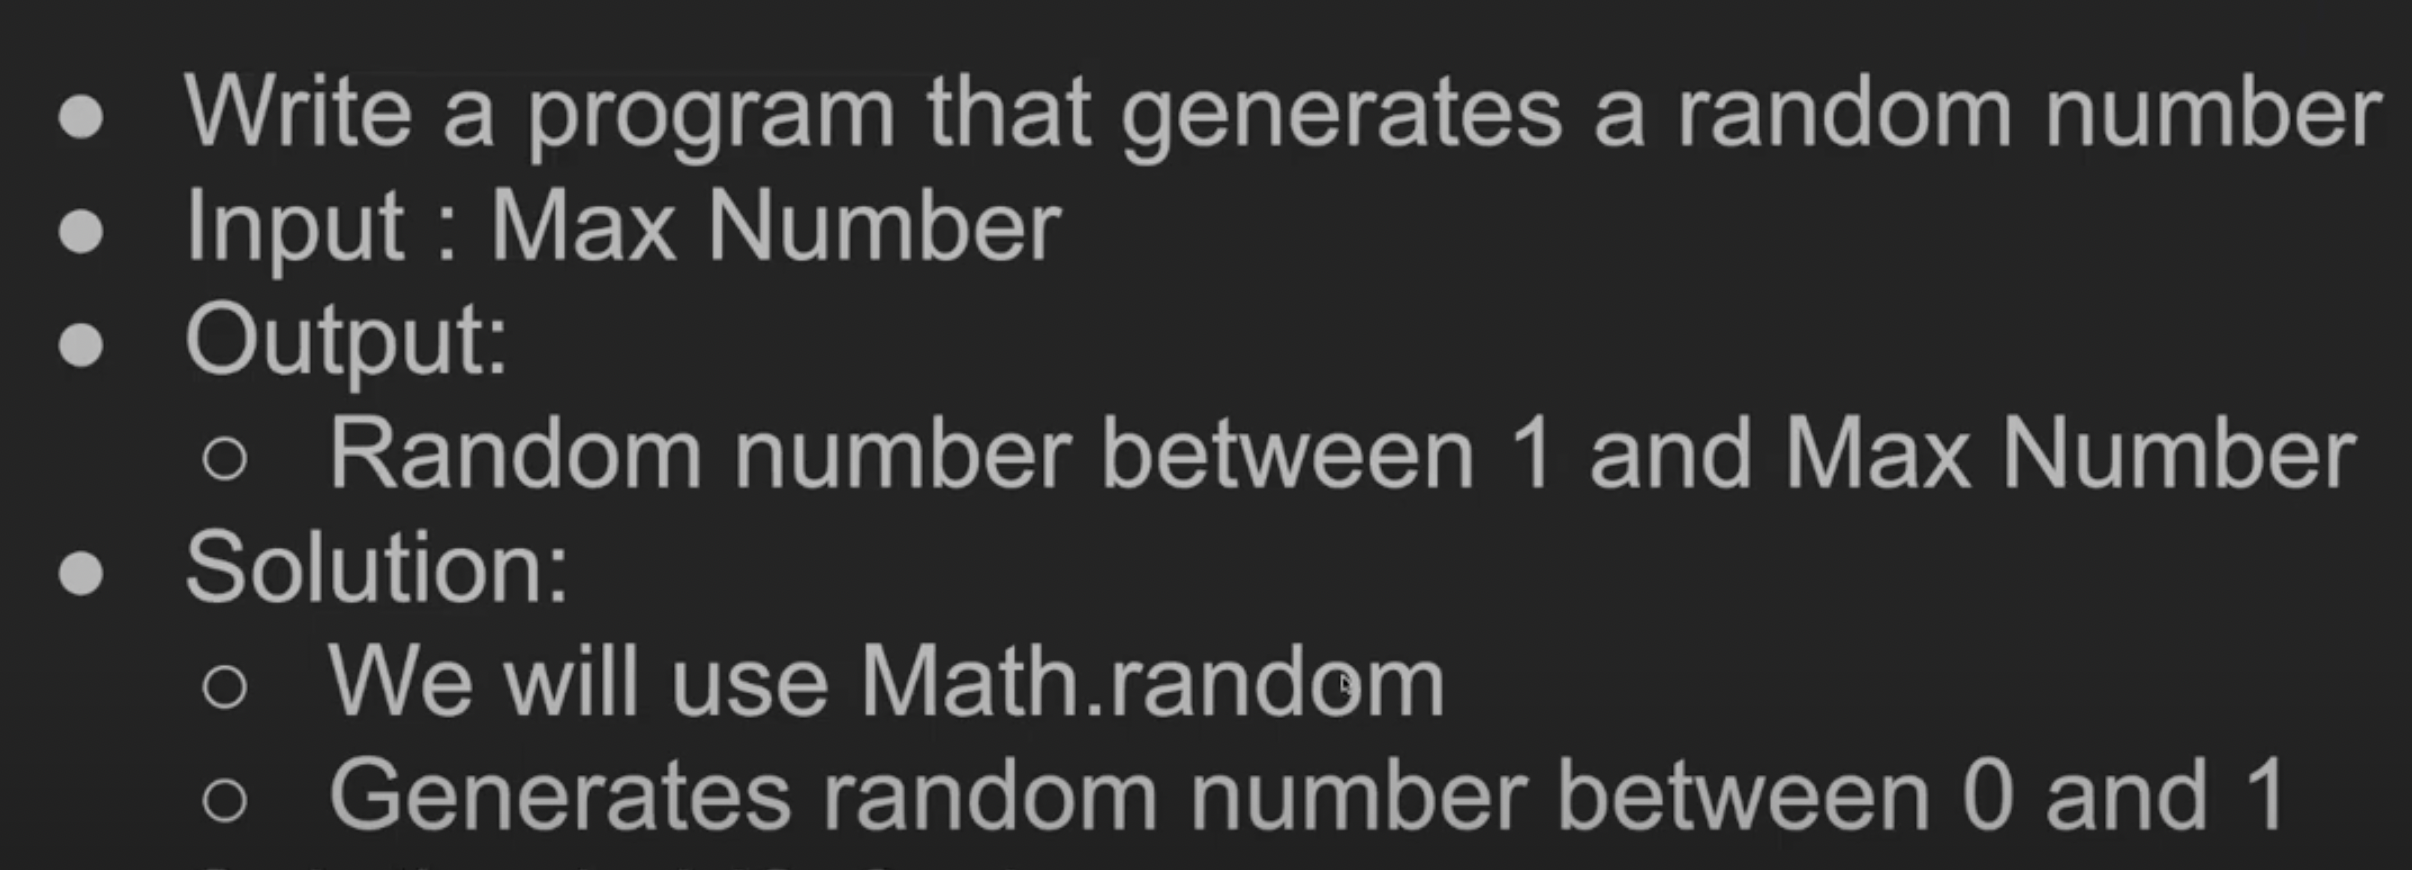 ● Write a program that generates a random number
● Input : Max Number
● Output:
○ Random number between 1 and Max Number
● Solution:
○ We will use Math.random
○ Generates random number between 0 and 1